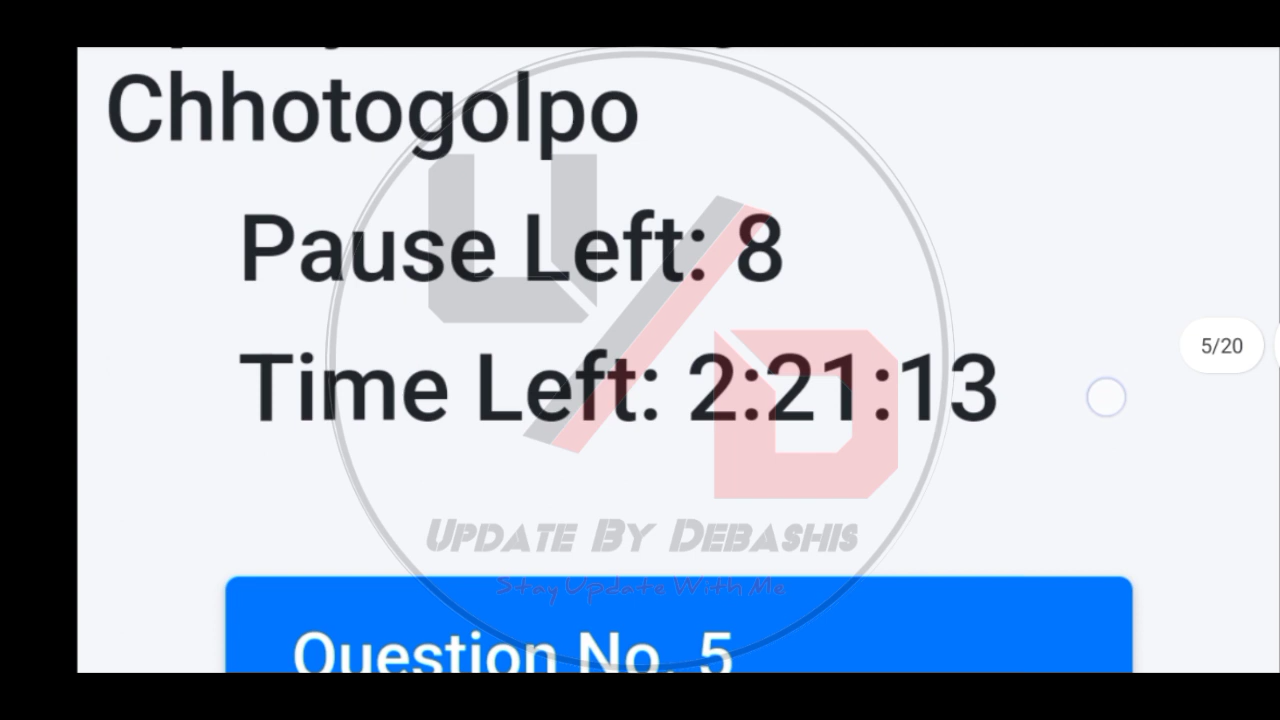 Chhotogolpo
Pause Left: 8
Time Left: 2:21:13
5/20
UPDATE BY DEBASHIS
Stay Update With Me
Question No. 5